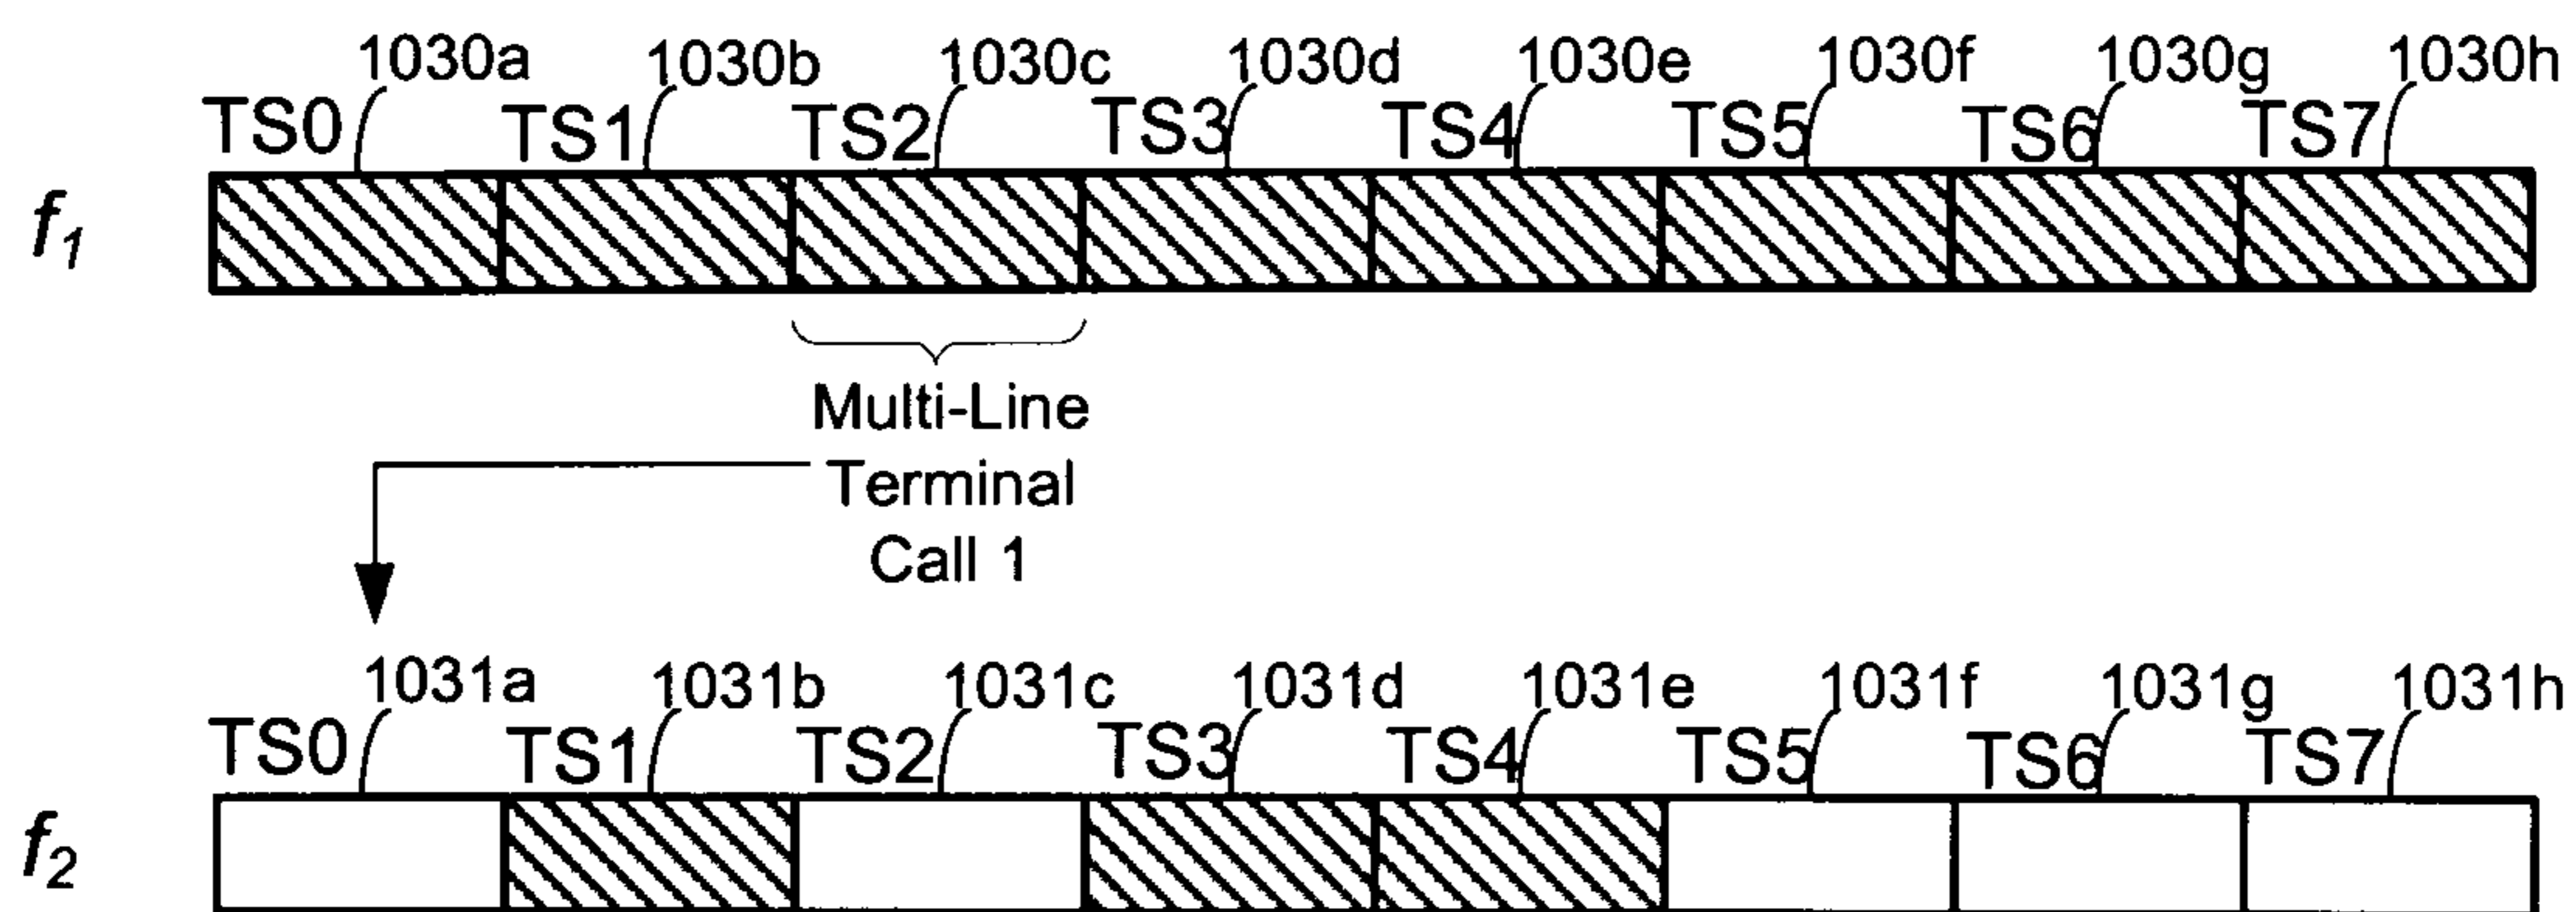 1030a 1030b 1030c 1030d 1030e 1030f 1030g 1030h
TS0 TS1 TS2 TS3 TS4 TS5 TS6 TS7
f1
Multi-Line
Terminal
Call 1
1031a 1031b 1031c 1031d 1031e 1031f 1031g 1031h
TS0 TS1 TS2 TS3 TS4 TS5 TS6 TS7
f2